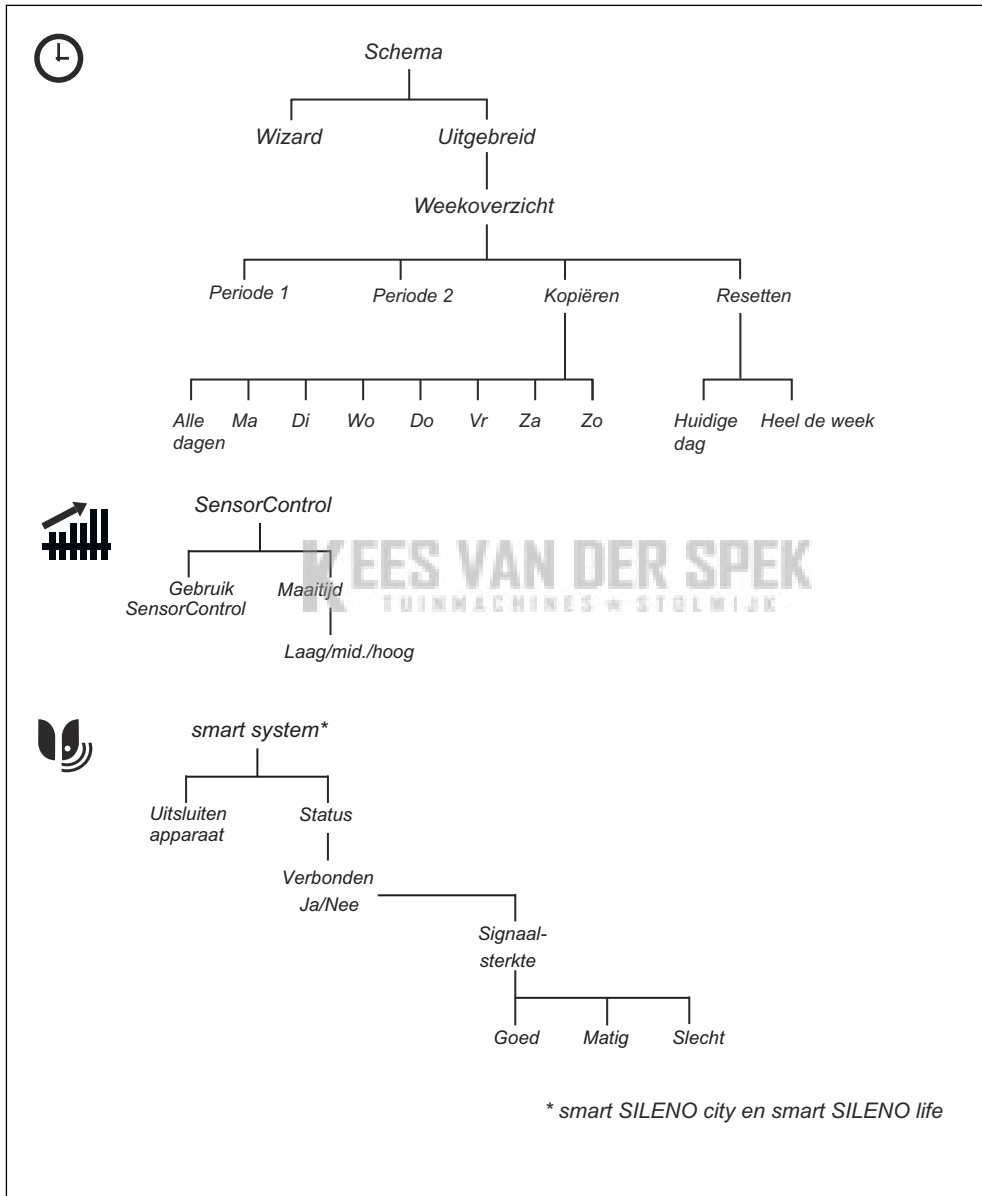 Schema
Wizard Uitgebreid
Weekoverzicht
Periode 1 Periode 2 Kopiëren Resetten
Alle dagen Ma Di Wo Do Vr Za Zo Huidige dag Heel de week
SensorControl
Gebruik SensorControl Maaitijd
KEES VAN DER SPEK
TUINMACHINES ★ STOLWIJK
Laag/mid./hoog
smart system*
Uitsluiten apparaat Status
Verbonden
Ja/Nee
Signaal-
sterkte
Goed Matig Slecht
* smart SILENO city en smart SILENO life